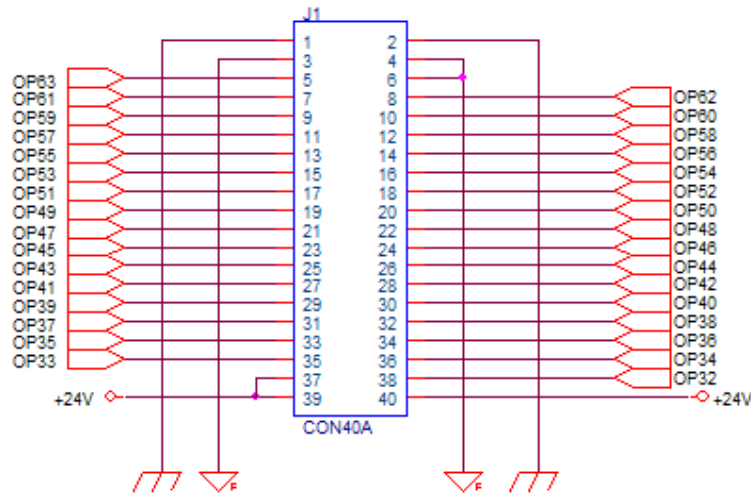 J1
1 2
3 4
OP63 5 6
OP61 7 8 OP62
OP59 9 10 OP60
OP57 11 12 OP58
OP55 13 14 OP56
OP53 15 16 OP54
OP51 17 18 OP52
OP49 19 20 OP50
OP47 21 22 OP48
OP45 23 24 OP46
OP43 25 26 OP44
OP41 27 28 OP42
OP39 29 30 OP40
OP37 31 32 OP38
OP35 33 34 OP36
OP33 35 36 OP34
37 38 OP32
+24V 39 40 +24V
CON40A